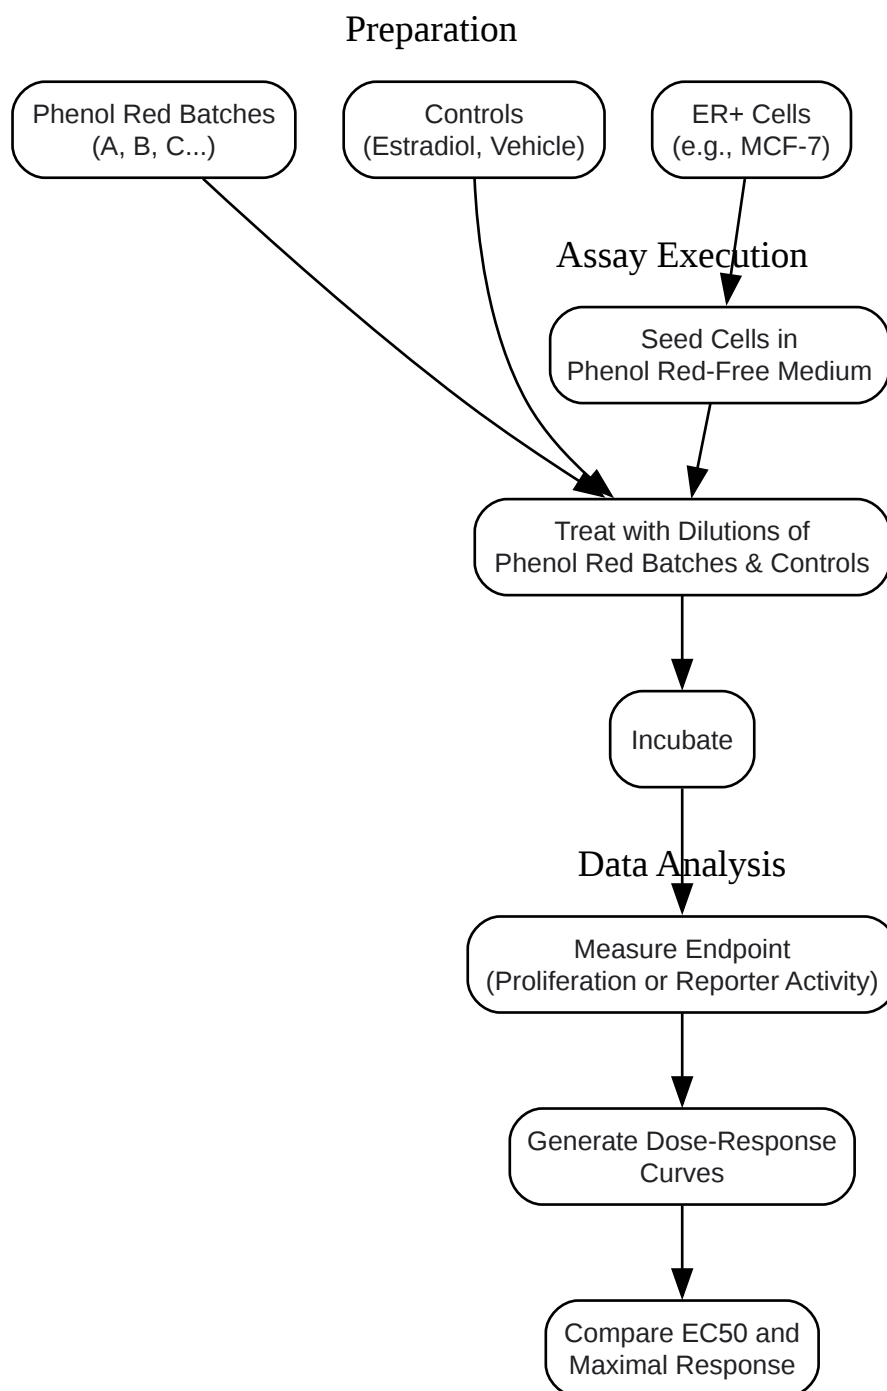 Preparation
Phenol Red Batches
(A, B, C...)
Controls
(Estradiol, Vehicle)
ER+ Cells
(e.g., MCF-7)
Assay Execution
Seed Cells in
Phenol Red-Free Medium
Treat with Dilutions of
Phenol Red Batches & Controls
Incubate
Data Analysis
Measure Endpoint
(Proliferation or Reporter Activity)
Generate Dose-Response
Curves
Compare EC50 and
Maximal Response